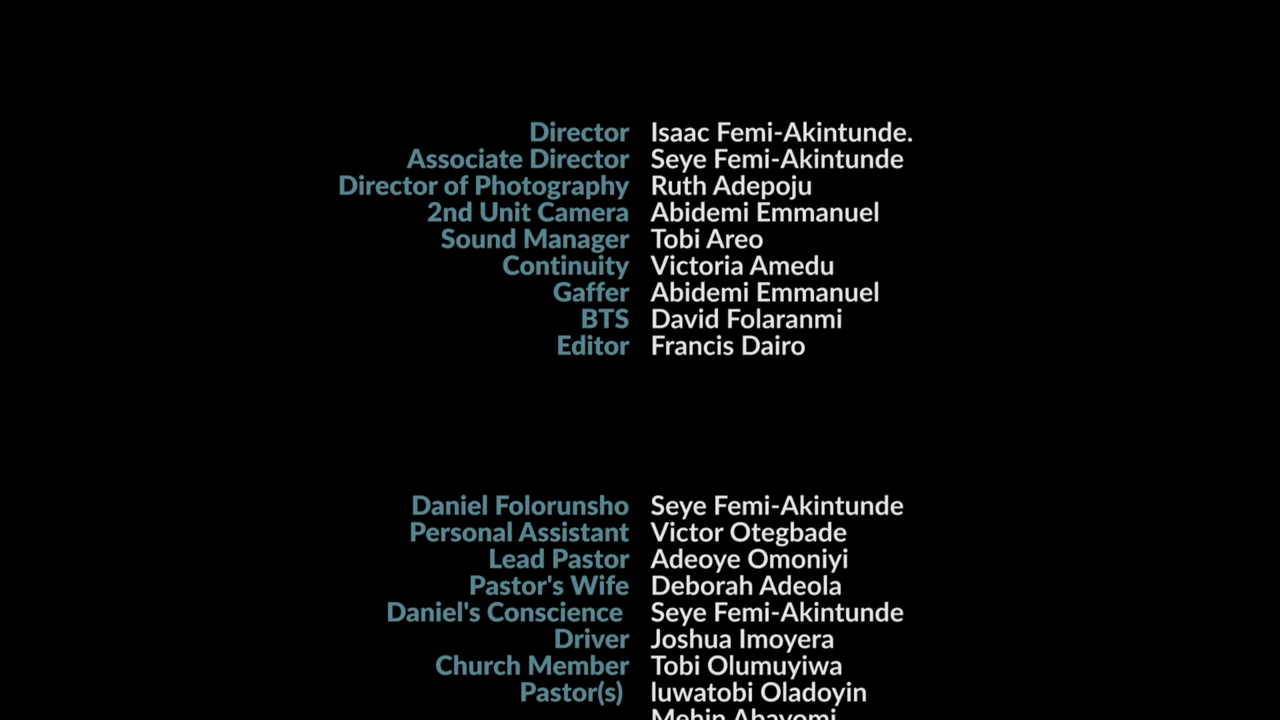 Director Isaac Femi-Akintunde.
Associate Director Seye Femi-Akintunde
Director of Photography Ruth Adepoju
2nd Unit Camera Abidemi Emmanuel
Sound Manager Tobi Areo
Continuity Victoria Amedu
Gaffer Abidemi Emmanuel
BTS David Folaranmi
Editor Francis Dairo
Daniel Folorunsho Seye Femi-Akintunde
Personal Assistant Victor Otegbade
Lead Pastor Adeoye Omoniyi
Pastor's Wife Deborah Adeola
Daniel's Conscience Seye Femi-Akintunde
Driver Joshua Imoyera
Church Member Tobi Olumuyiwa
Pastor(s) Iuwatobi Oladoyin
Mehin Abayomi